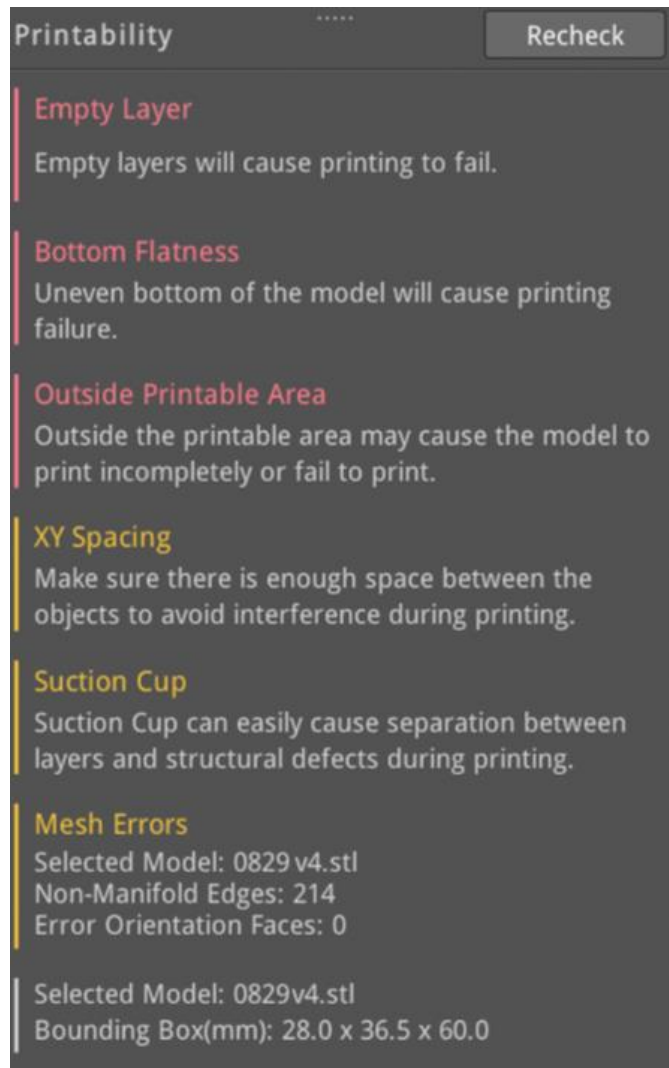 Printability
Recheck
Empty Layer
Empty layers will cause printing to fail.
Bottom Flatness
Uneven bottom of the model will cause printing
failure.
Outside Printable Area
Outside the printable area may cause the model to
print incompletely or fail to print.
XY Spacing
Make sure there is enough space between the
objects to avoid interference during printing.
Suction Cup
Suction Cup can easily cause separation between
layers and structural defects during printing.
Mesh Errors
Selected Model: 0829 v4.stl
Non-Manifold Edges: 214
Error Orientation Faces: 0
Selected Model: 0829v4.stl
Bounding Box(mm): 28.0 x 36.5 x 60.0